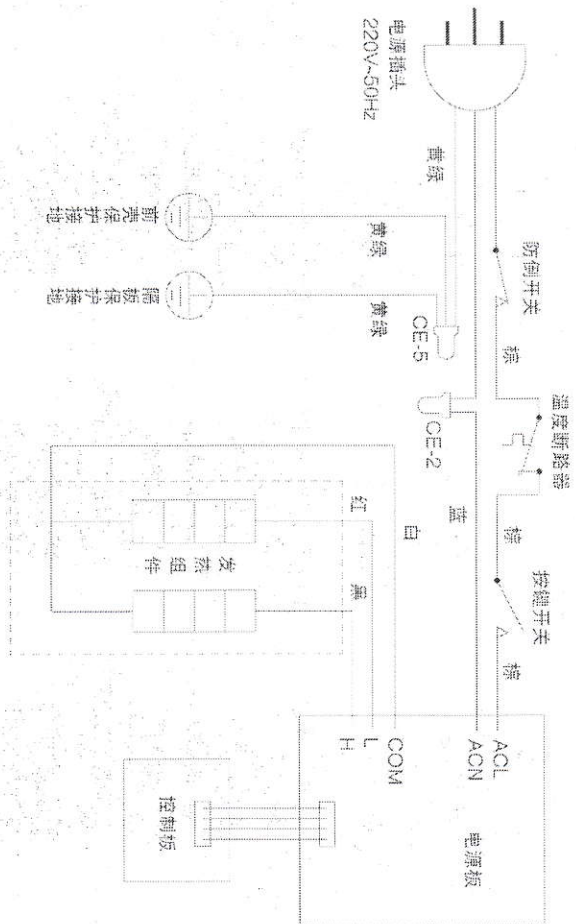 电源插头
220V~50Hz
黄绿
防倒开关
棕
温度断路器
棕
按键开关
棕
前壳保护接地
黄绿
隔板保护接地
黄绿
CE-5
CE-2
蓝
白
红
黑
发热组件
ACL
ACN
COM
L
H
电源板
控制板